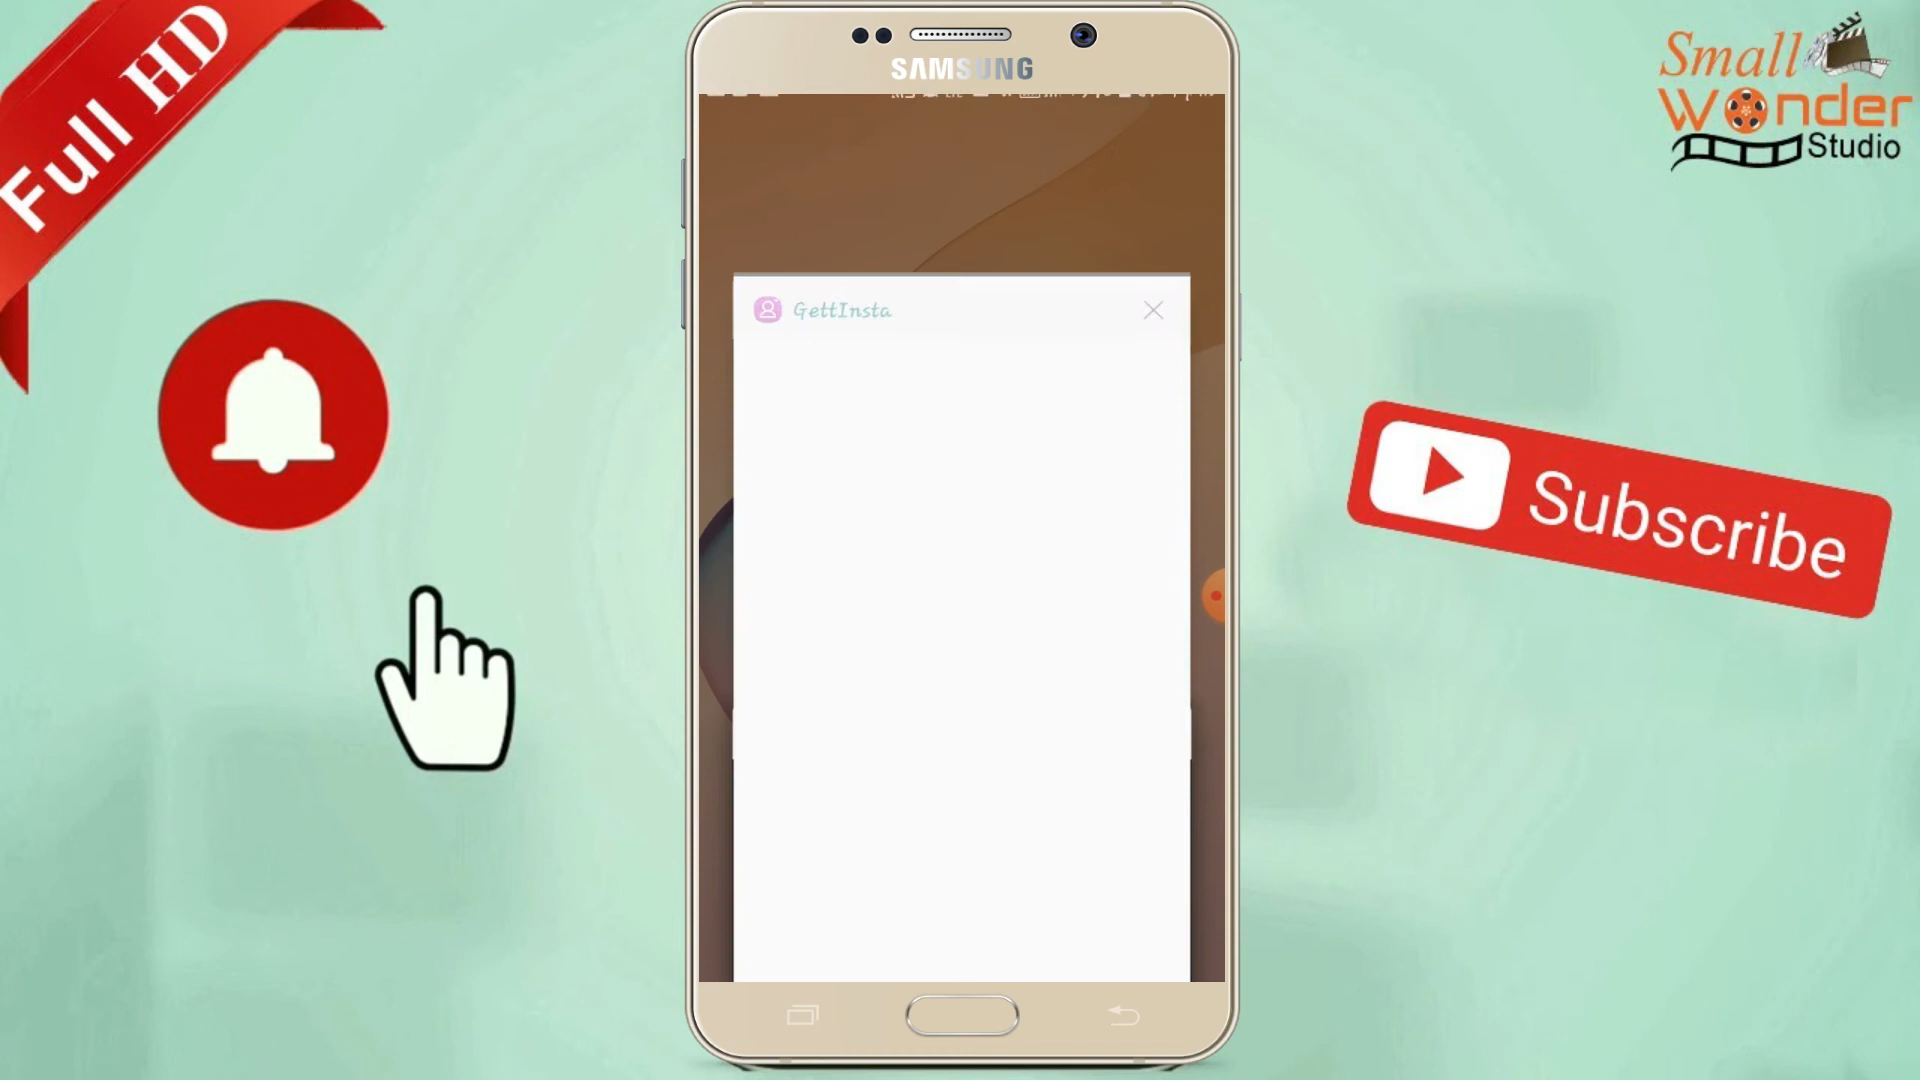 Full HD
SAMSUNG
Small
Wonder
Studio
GettInsta
Subscribe